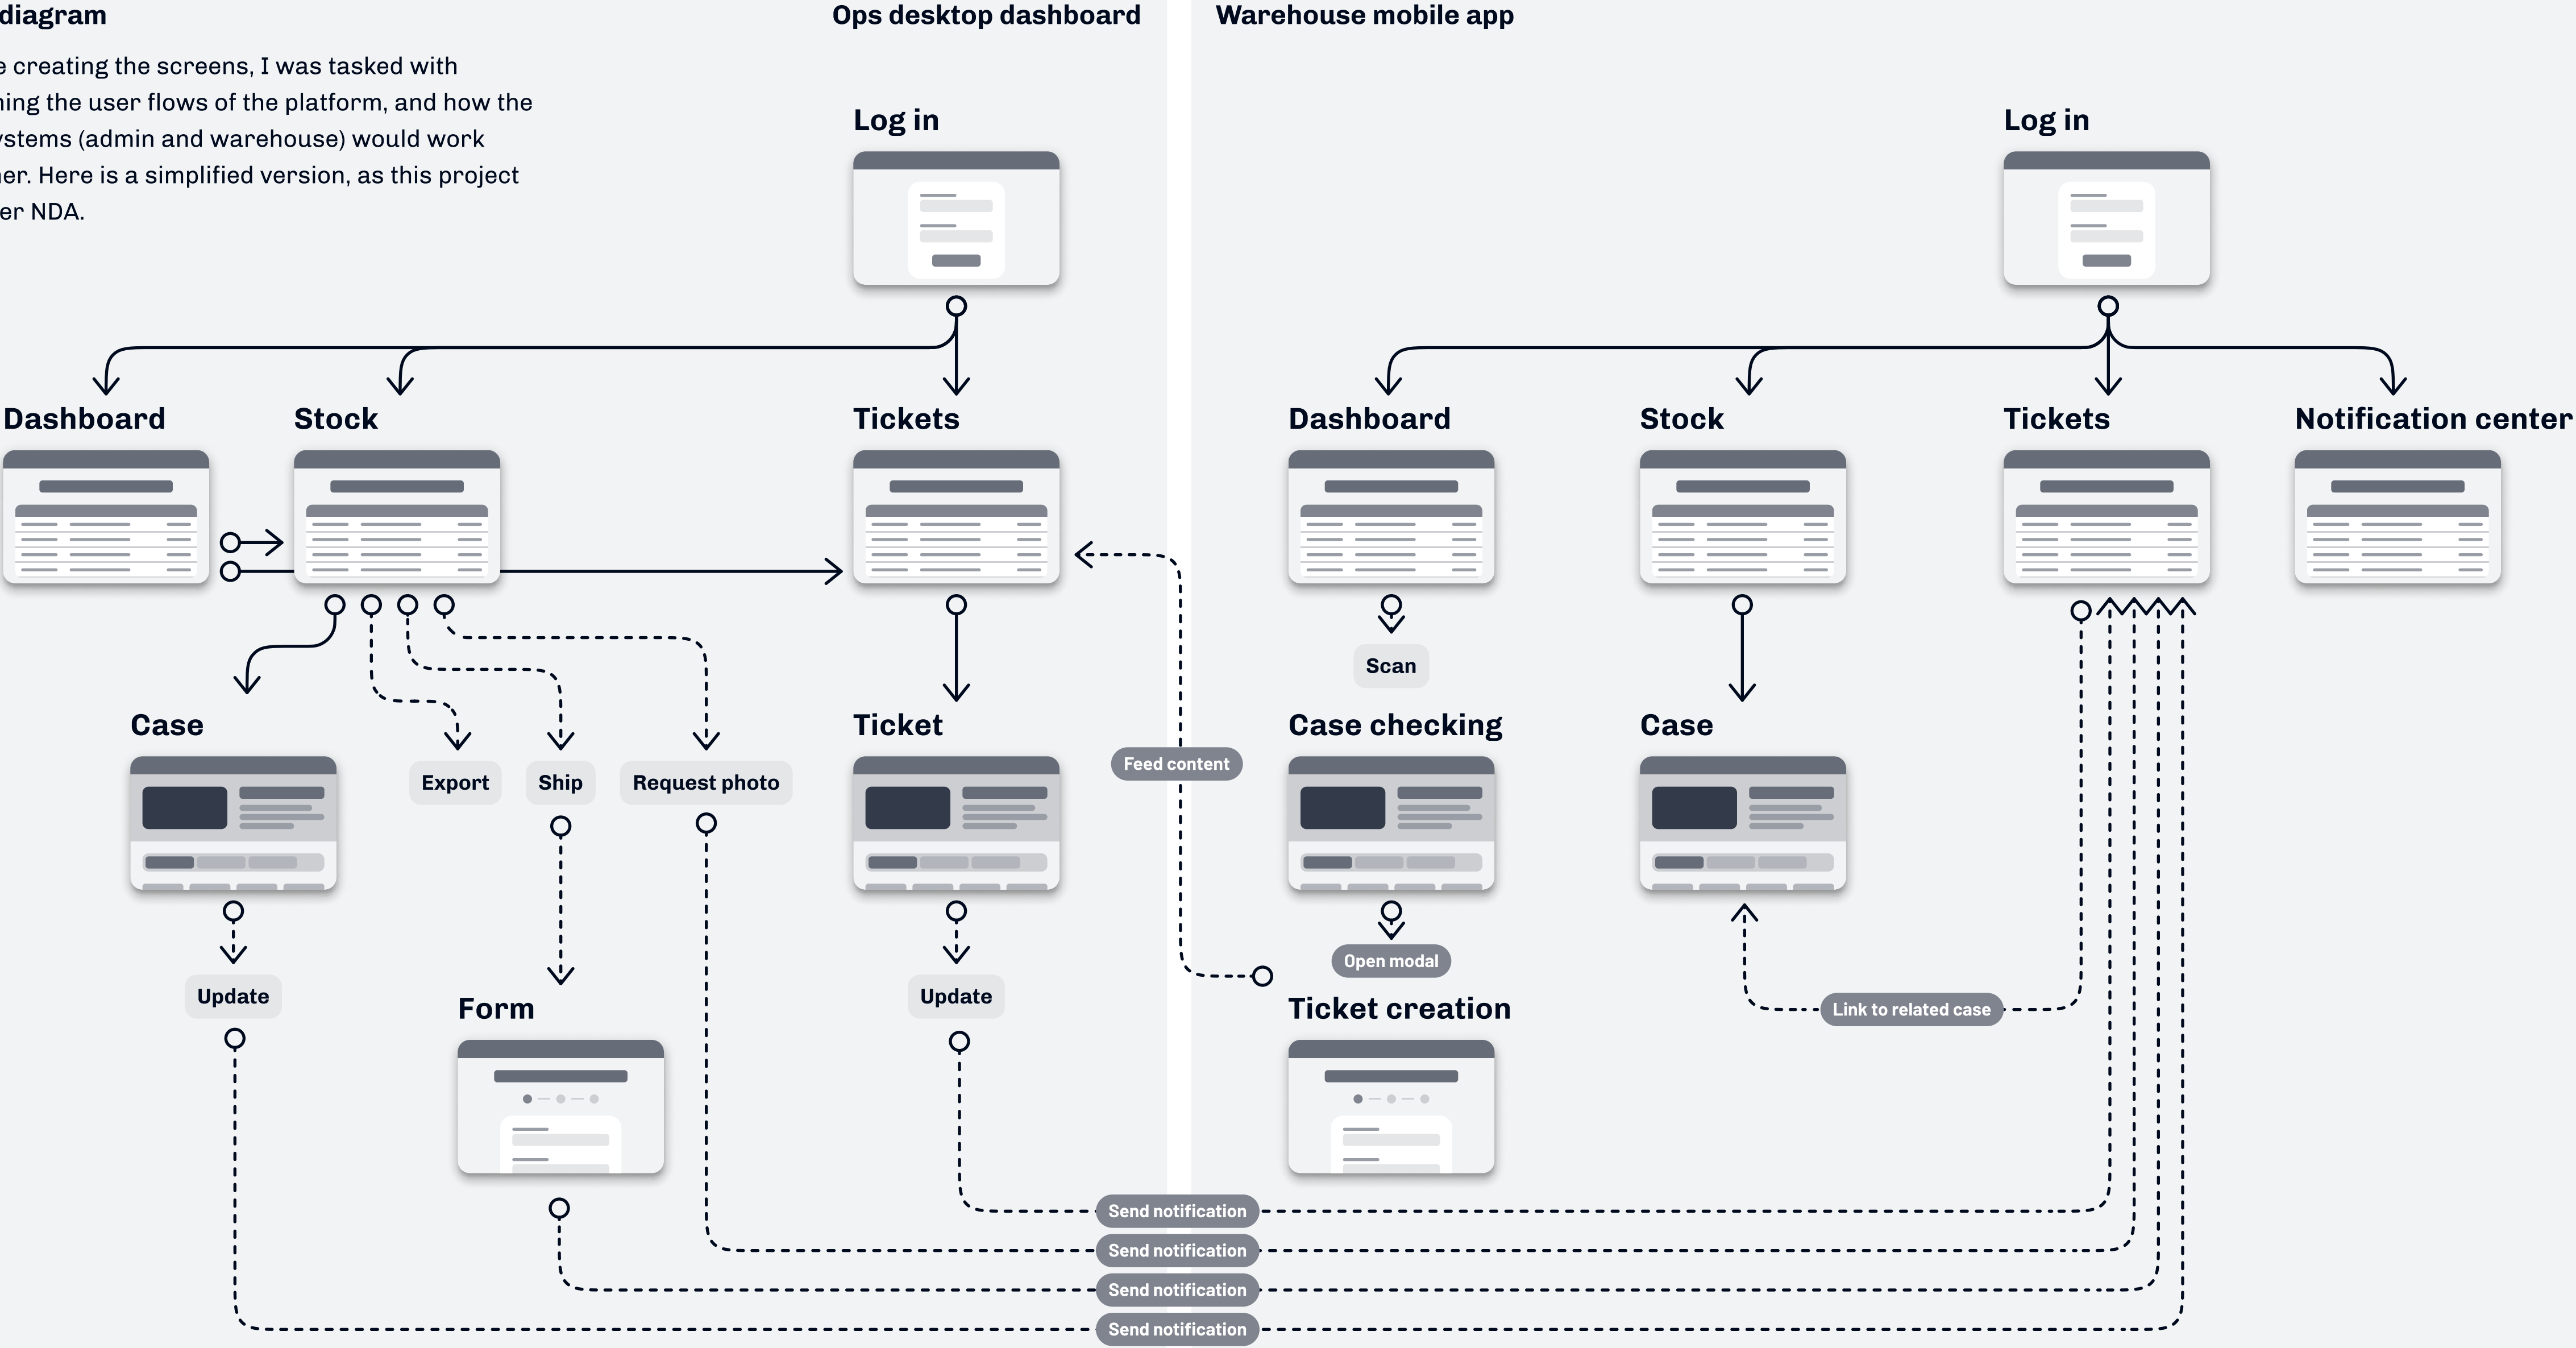 diagram
Ops desktop dashboard
Warehouse mobile app
creating the screens, I was tasked with
the user flows of the platform, and how the
(admin and warehouse) would work
Here is a simplified version, as this project
NDA.
Log in
Log in
Dashboard
Stock
Tickets
Dashboard
Stock
Tickets
Notification center
Scan
Case
Export
Ship
Request photo
Ticket
Feed content
Case checking
Case
Update
Update
Open modal
Form
Ticket creation
Link to related case
Send notification
Send notification
Send notification
Send notification